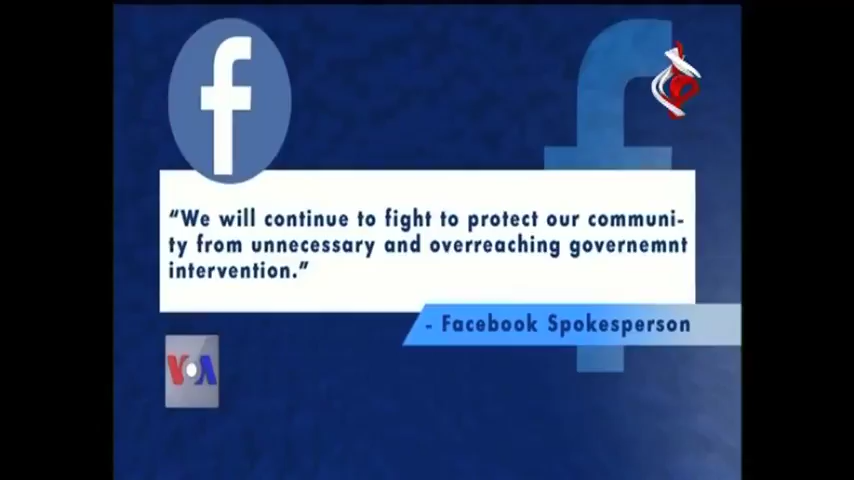 “We will continue to fight to protect our communi-
ty from unnecessary and overreaching governemnt
intervention.”
- Facebook Spokesperson
VOA